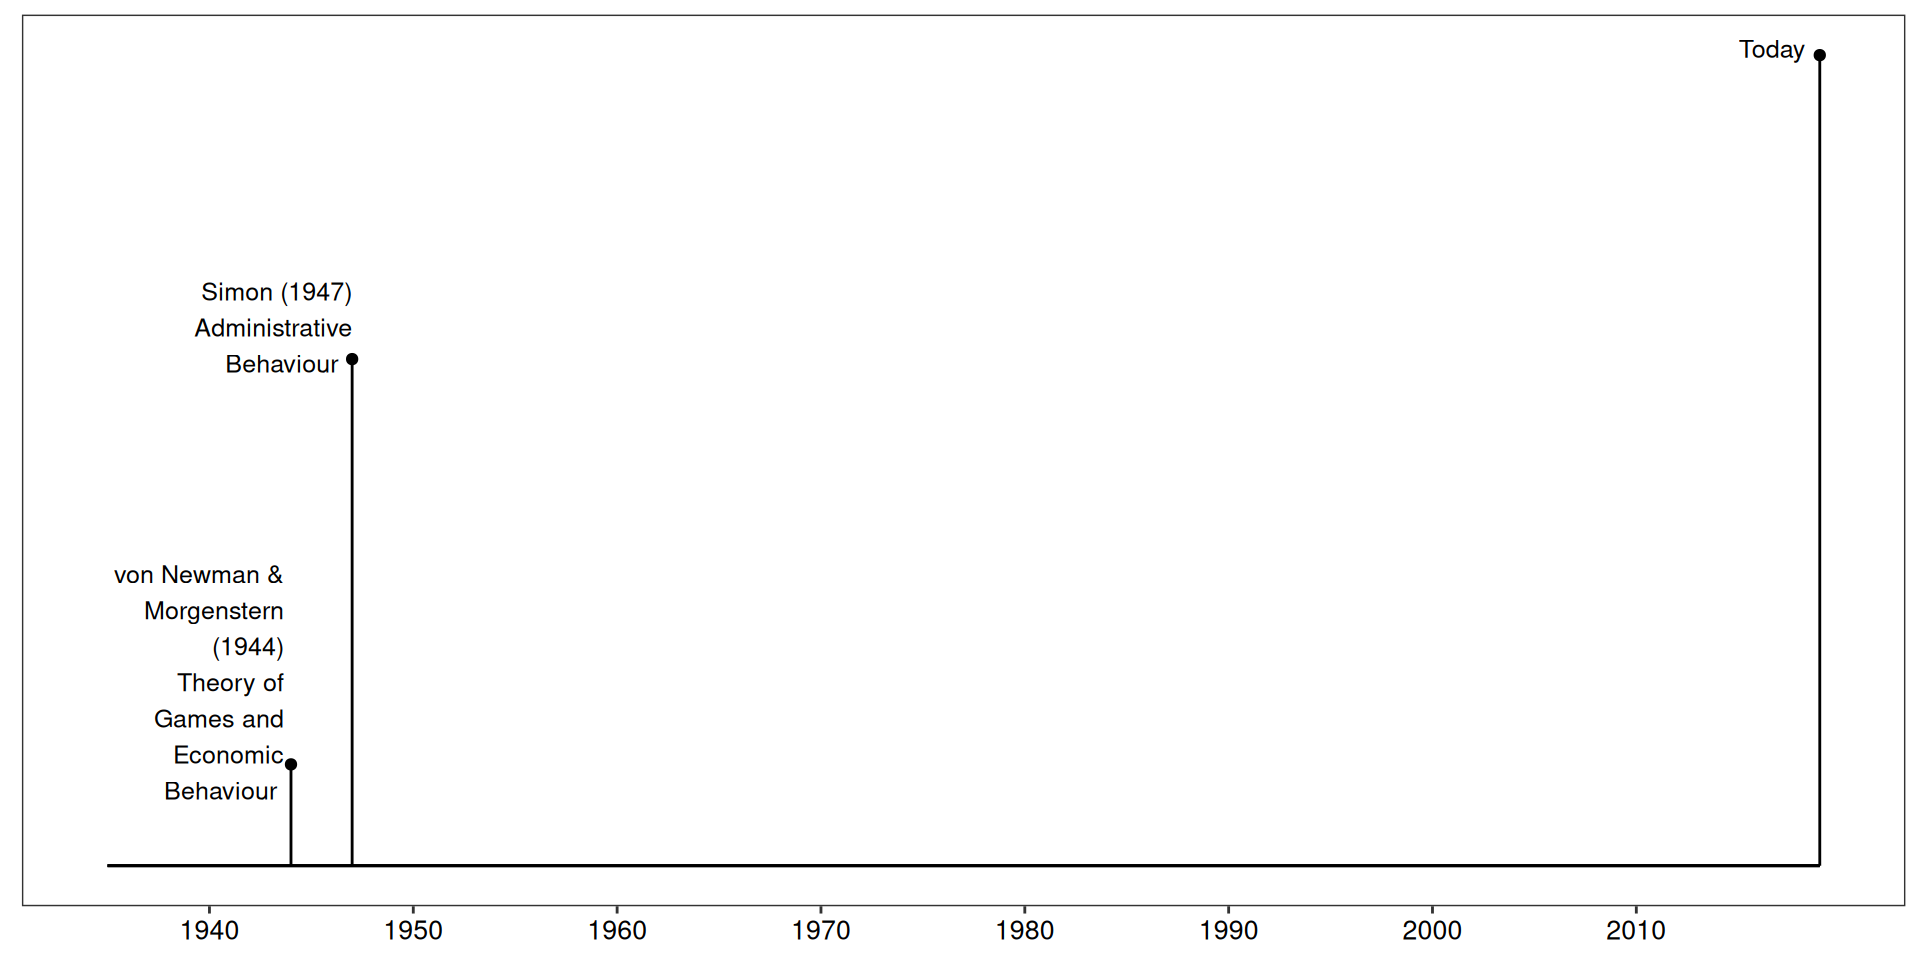 Today
Simon (1947)
Administrative
Behaviour
von Newman &
Morgenstern
(1944)
Theory of
Games and
Economic
Behaviour
1940
1950
1960
1970
1980
1990
2000
2010